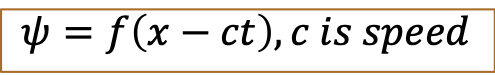 ψ = f(x − ct), c is speed